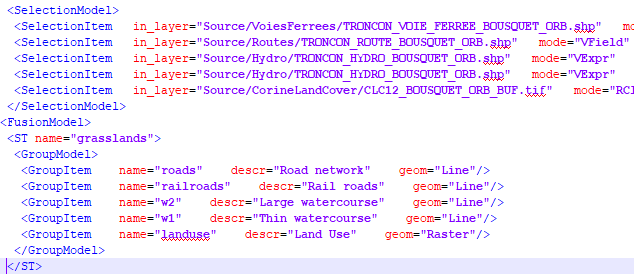 <SelectionModel>
<SelectionItem in_layer="Source/VoiesFerrees/TRONCON_VOIE_FERREE_BOUSQUET_ORB.shp" mo
<SelectionItem in_layer="Source/Routes/TRONCON_ROUTE_BOUSQUET_ORB.shp" mode="VField"
<SelectionItem in_layer="Source/Hydro/TRONCON_HYDRO_BOUSQUET_ORB.shp" mode="VExpr"
<SelectionItem in_layer="Source/Hydro/TRONCON_HYDRO_BOUSQUET_ORB.shp" mode="VExpr"
<SelectionItem in_layer="Source/CorineLandCover/CLC12_BOUSQUET_ORB_BUF.tif" mode="RCI
</SelectionModel>
<FusionModel>
<ST name="grasslands">
<GroupModel>
<GroupItem name="roads" descr="Road network" geom="Line"/>
<GroupItem name="railroads" descr="Rail roads" geom="Line"/>
<GroupItem name="w2" descr="Large watercourse" geom="Line"/>
<GroupItem name="w1" descr="Thin watercourse" geom="Line"/>
<GroupItem name="landuse" descr="Land Use" geom="Raster"/>
</GroupModel>
</ST>